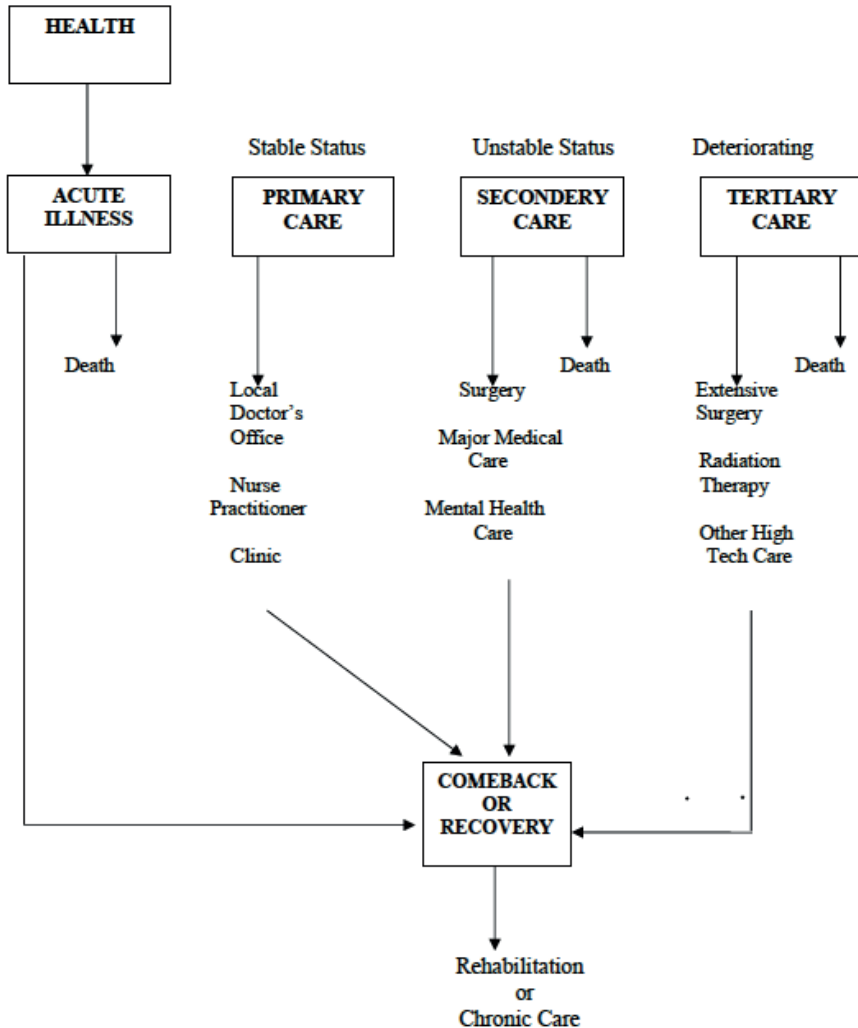 HEALTH
Stable Status
Unstable Status
Deteriorating
ACUTE
ILLNESS
PRIMARY
CARE
SECONDERY
CARE
TERTIARY
CARE
Death
Local
Doctor's
Office
Nurse
Practitioner
Clinic
Surgery
Major Medical
Care
Mental Health
Care
Death
Extensive
Surgery
Radiation
Therapy
Other High
Tech Care
Death
COMEBACK
OR
RECOVERY
Rehabilitation
or
Chronic Care